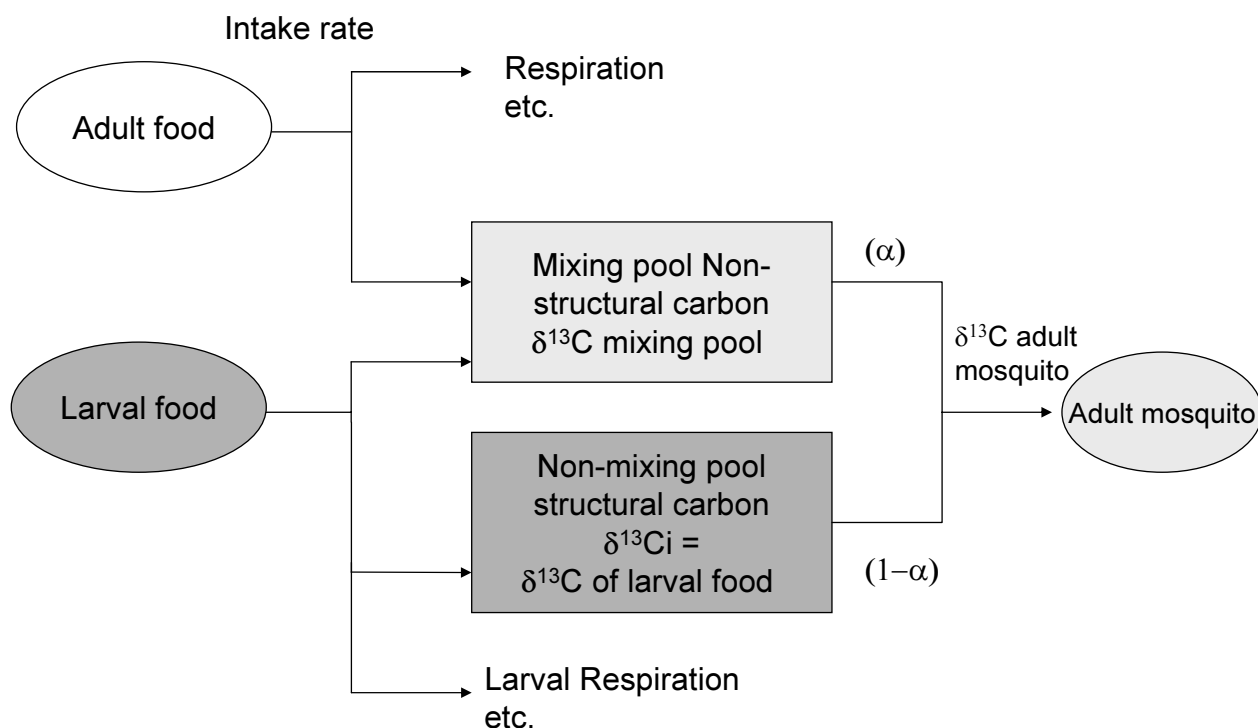 Intake rate
Respiration
etc.
Adult food
Mixing pool Non-
structural carbon
δ¹³C mixing pool
(α)
δ¹³C adult
mosquito
Larval food
Adult mosquito
Non-mixing pool
structural carbon
δ¹³Ci =
δ¹³C of larval food
(1−α)
Larval Respiration
etc.